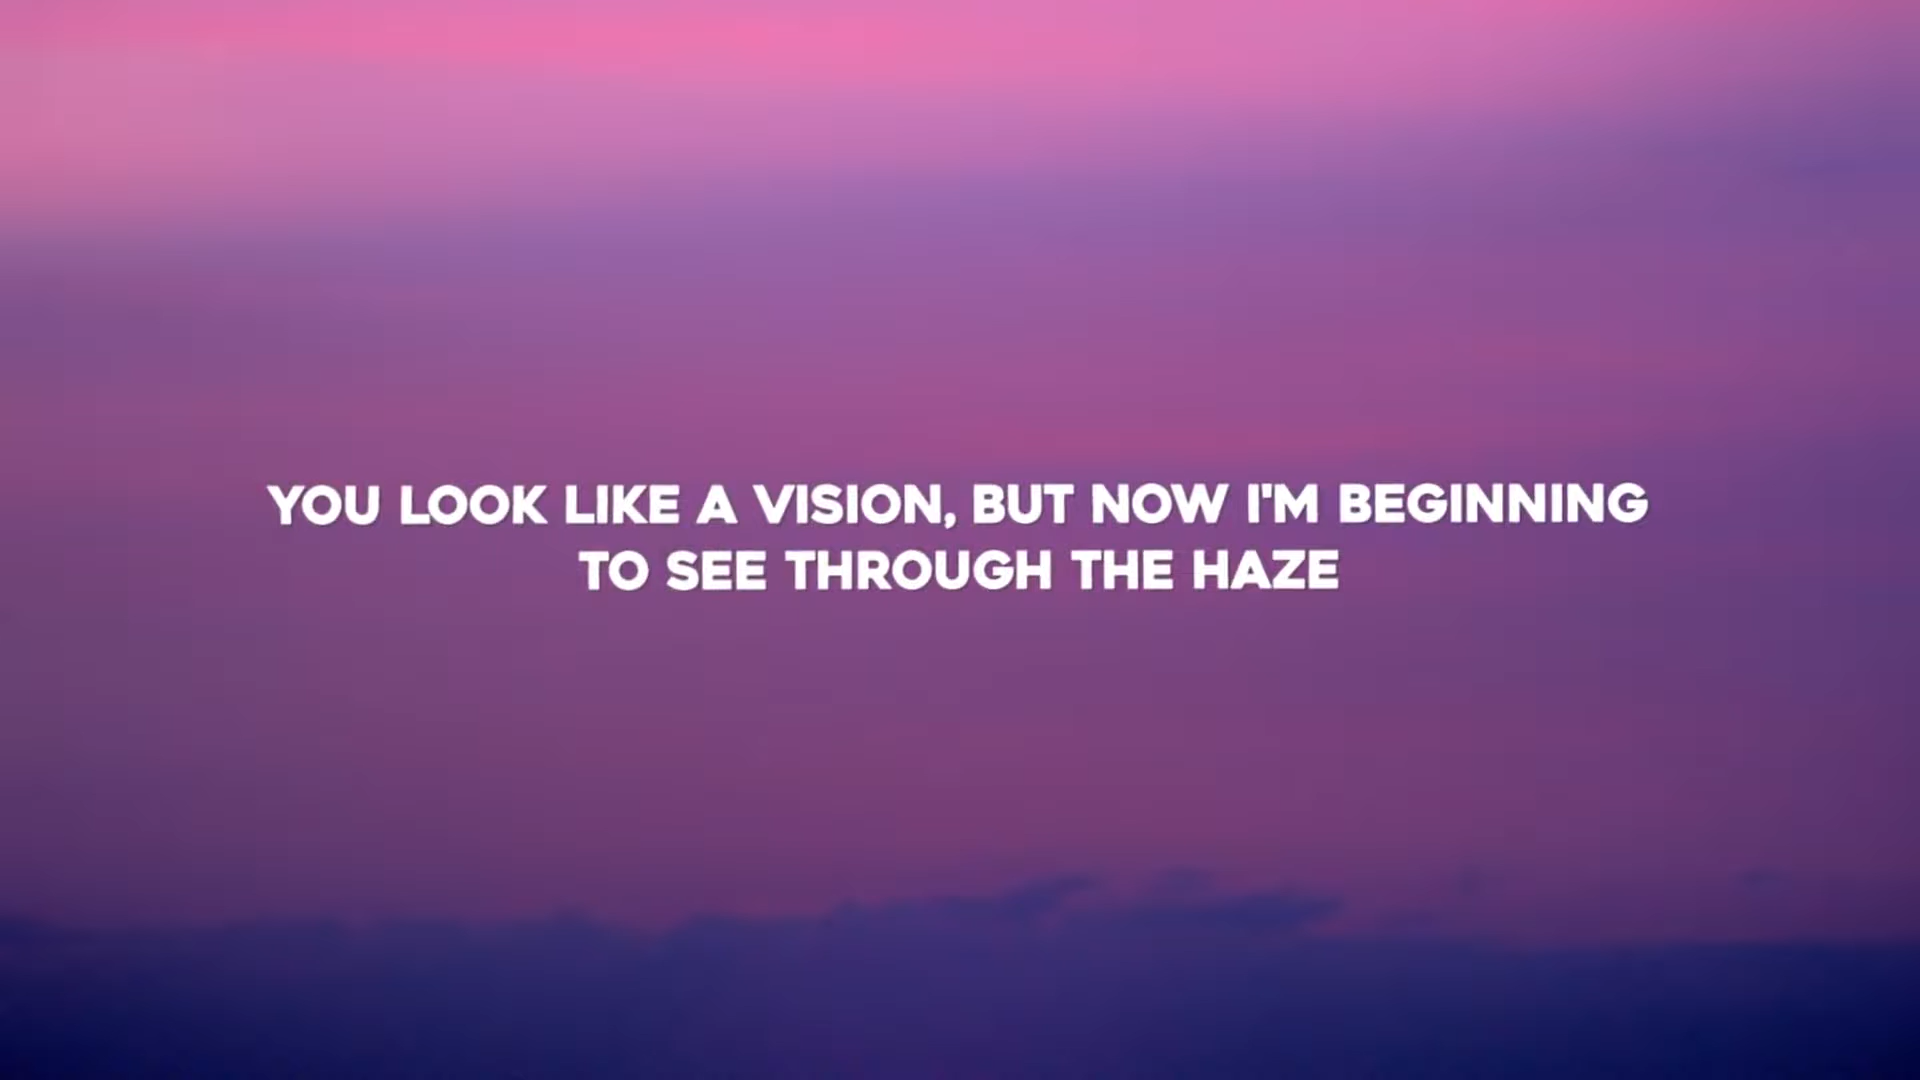 YOU LOOK LIKE A VISION, BUT NOW I'M BEGINNING
TO SEE THROUGH THE HAZE